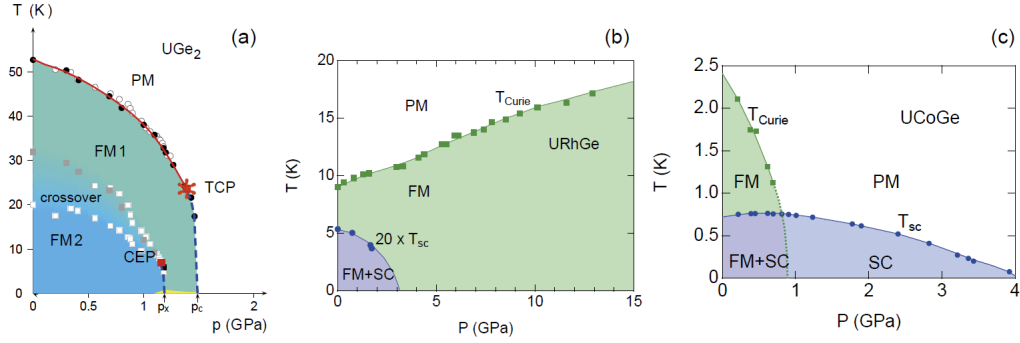 T (K)
(a)
UGe2
PM
50
40
30
20
10
0
FM1
TCP
crossover
FM2
CEP
0
1
px
pc
2
p (GPa)
(b)
20
15
10
5
0
T (K)
PM
TCurie
URhGe
FM
20 x Tsc
FM+SC
0
5
10
15
P (GPa)
(c)
2.5
2.0
1.5
1.0
0.5
0
T (K)
TCurie
UCoGe
FM
PM
Tsc
FM+SC
SC
0
1
2
3
4
P (GPa)